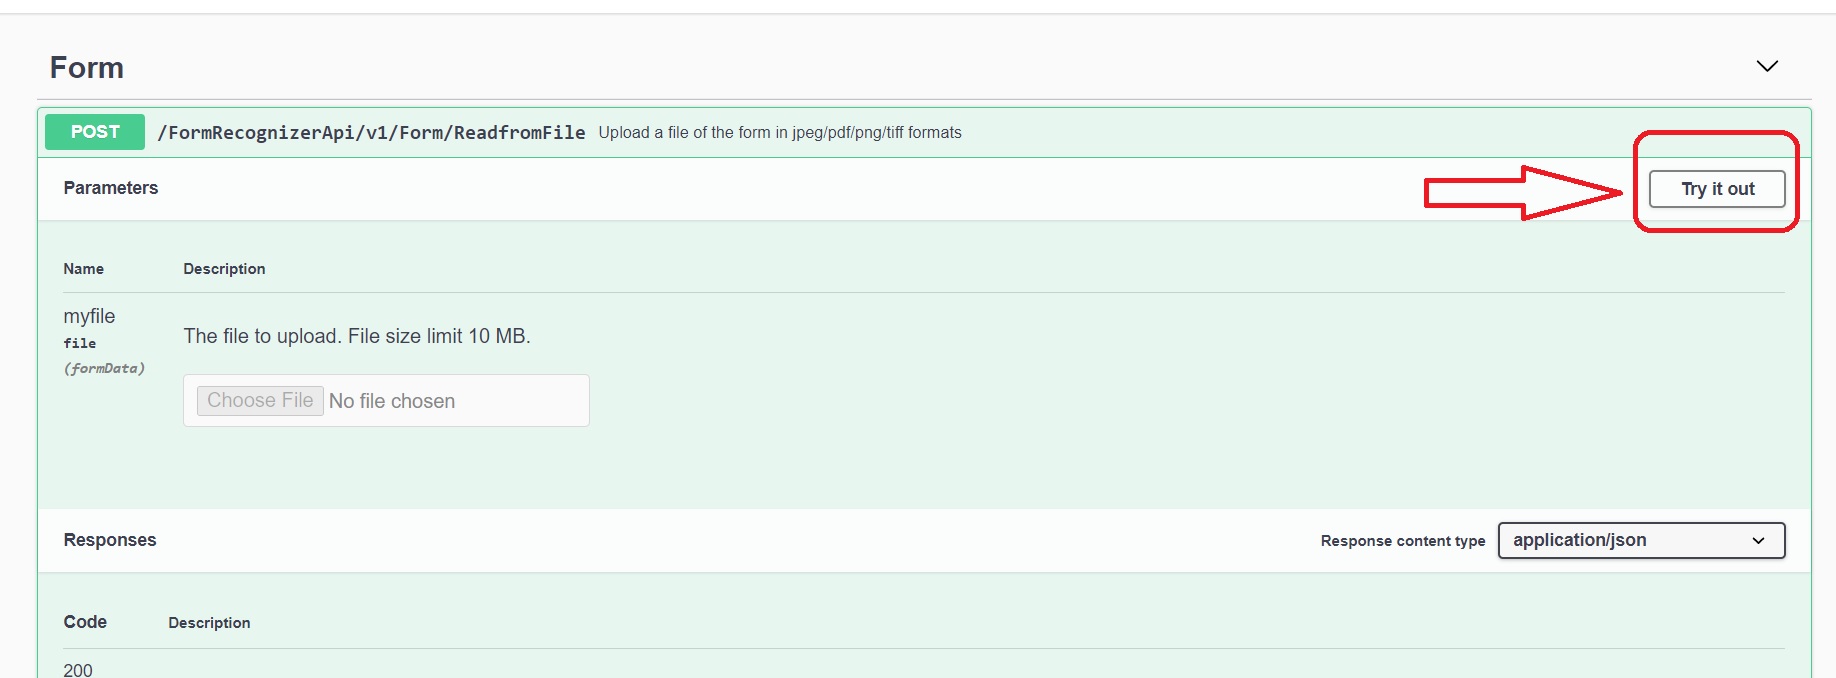 Form
POST /FormRecognizerApi/v1/Form/ReadfromFile Upload a file of the form in jpeg/pdf/png/tiff formats
Parameters Try it out
Name Description
myfile
file
(formData)
The file to upload. File size limit 10 MB.
Choose File No file chosen
Responses Response content type application/json
Code Description
200